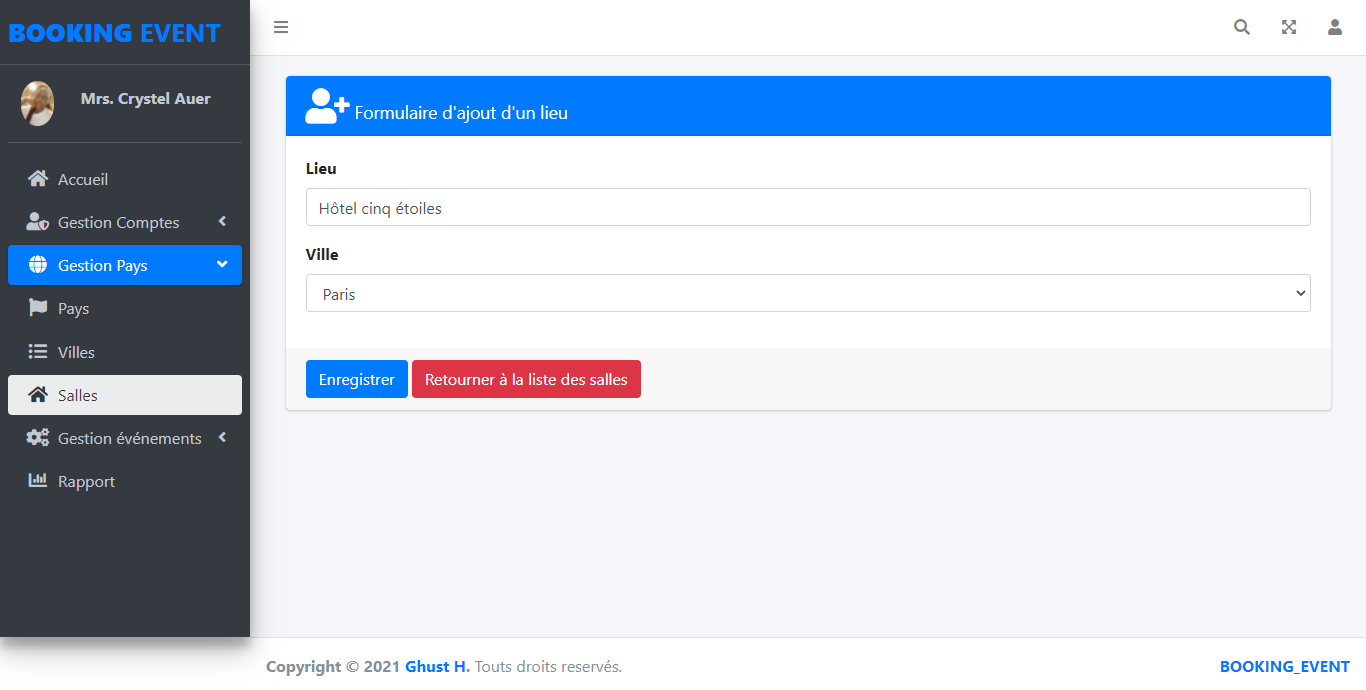 BOOKING EVENT
Mrs. Crystel Auer
Accueil
Gestion Comptes
Gestion Pays
Pays
Villes
Salles
Gestion événements
Rapport
Formulaire d'ajout d'un lieu
Lieu
Hôtel cinq étoiles
Ville
Paris
Enregistrer Retourner à la liste des salles
Copyright © 2021 Ghust H. Touts droits reservés.
BOOKING_EVENT